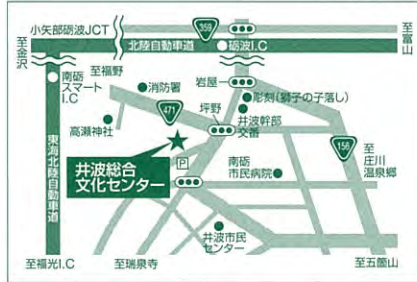 小矢部砺波JCT
359
至金沢
北陸自動車道
砺波I.C
至富山
南砺
スマート
I.C
至福野
消防署
岩屋
彫刻(獅子の子落し)
471
坪野
井波幹部
交番
高瀬神社
156
至
庄川
温泉郷
東海北陸自動車道
井波総合
文化センター
P
南砺
市民病院
井波市民
センター
至福光I.C
至瑞泉寺
至五箇山